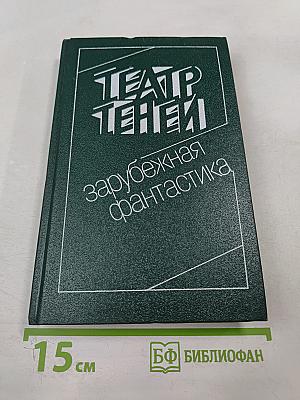 ТЕАТР
ТЕНЕЙ
зарубежная
фантастика
15 см
БФ БИБЛИОФАН